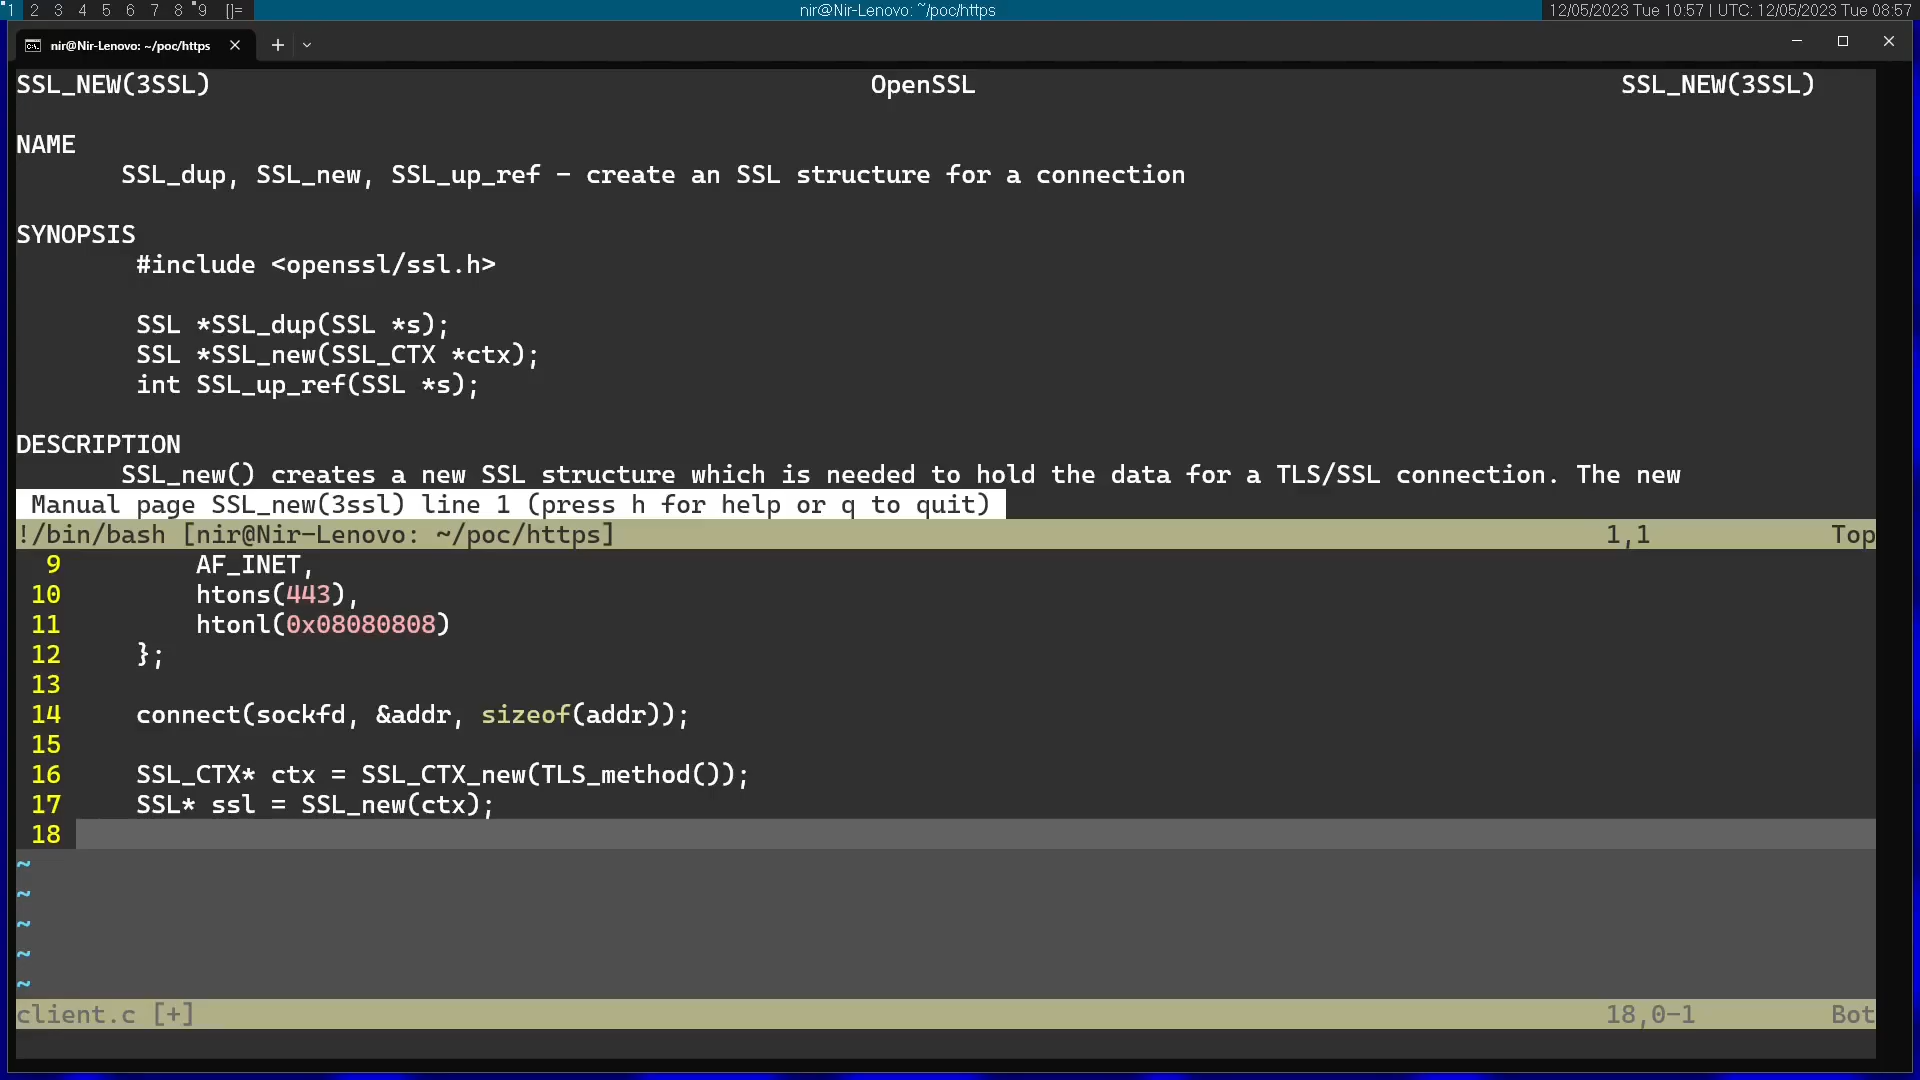 1 2 3 4 5 6 7 8 9 []= nir@Nir-Lenovo: ~/poc/https 12/05/2023 Tue 10:57 | UTC: 12/05/2023 Tue 08:57
nir@Nir-Lenovo: ~/poc/https
SSL_NEW(3SSL) OpenSSL SSL_NEW(3SSL)
NAME
SSL_dup, SSL_new, SSL_up_ref - create an SSL structure for a connection
SYNOPSIS
#include <openssl/ssl.h>
SSL *SSL_dup(SSL *s);
SSL *SSL_new(SSL_CTX *ctx);
int SSL_up_ref(SSL *s);
DESCRIPTION
SSL_new() creates a new SSL structure which is needed to hold the data for a TLS/SSL connection. The new
Manual page SSL_new(3ssl) line 1 (press h for help or q to quit)
!/bin/bash [nir@Nir-Lenovo: ~/poc/https] 1,1 Top
9 AF_INET,
10 htons(443),
11 htonl(0x08080808)
12 };
13
14 connect(sockfd, &addr, sizeof(addr));
15
16 SSL_CTX* ctx = SSL_CTX_new(TLS_method());
17 SSL* ssl = SSL_new(ctx);
18
~
~
~
~
~
client.c [+] 18,0-1 Bot